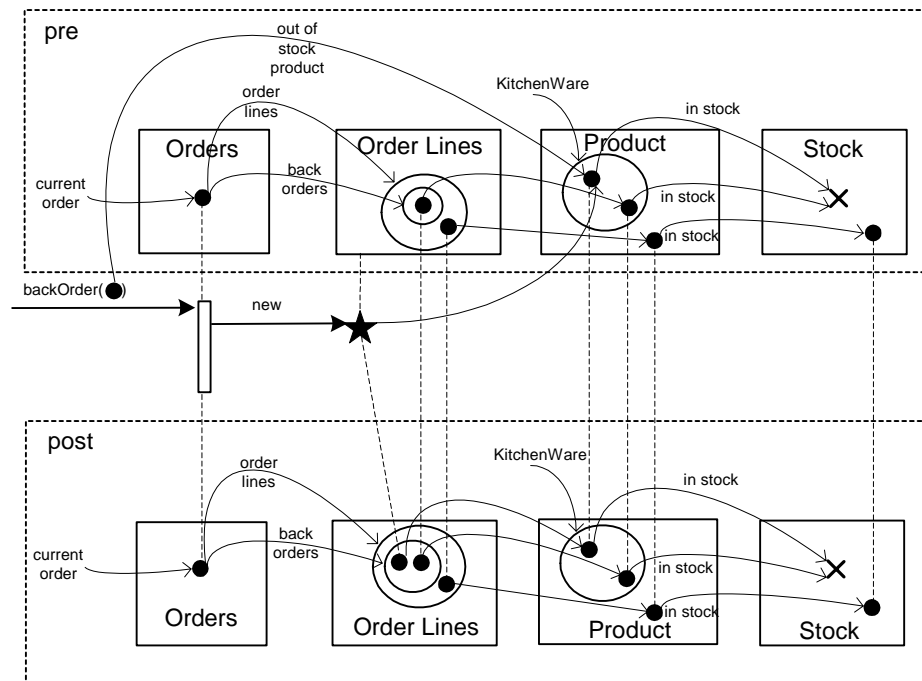 pre
out of
stock
product
KitchenWare
order
lines
in stock
Orders
Order Lines
Product
Stock
back
orders
current
order
in stock
in stock
backOrder( )
new
post
KitchenWare
order
lines
in stock
back
orders
current
order
in stock
in stock
Orders
Order Lines
Product
Stock